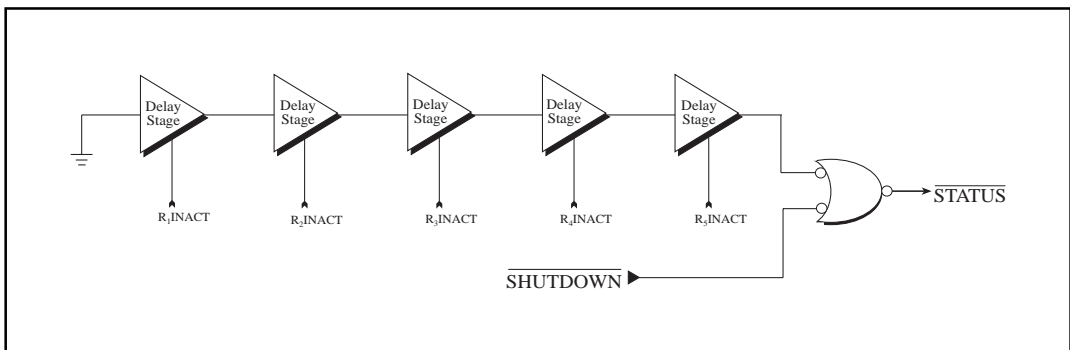 Delay
Stage
Delay
Stage
Delay
Stage
Delay
Stage
Delay
Stage
R₁INACT
R₂INACT
R₃INACT
R₄INACT
R₅INACT
STATUS
SHUTDOWN